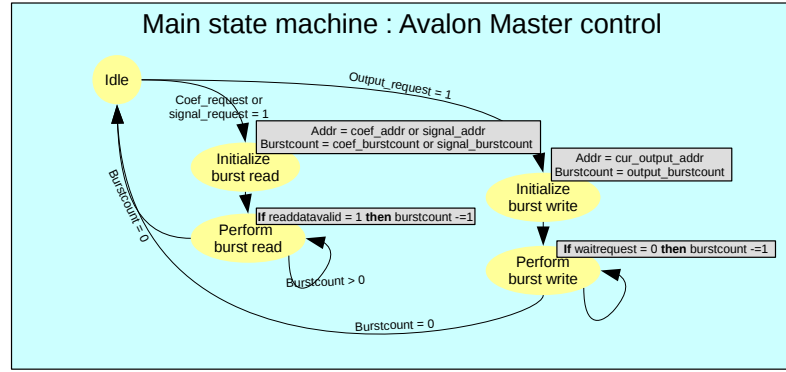 Main state machine : Avalon Master control
Idle
Output_request = 1
Coef_request or
signal_request = 1
Addr = coef_addr or signal_addr
Burstcount = coef_burstcount or signal_burstcount
Initialize
burst read
Addr = cur_output_addr
Burstcount = output_burstcount
Initialize
burst write
Burstcount = 0
If readdatavalid = 1 then burstcount -=1
Perform
burst read
If waitrequest = 0 then burstcount -=1
Perform
burst write
Burstcount > 0
Burstcount = 0